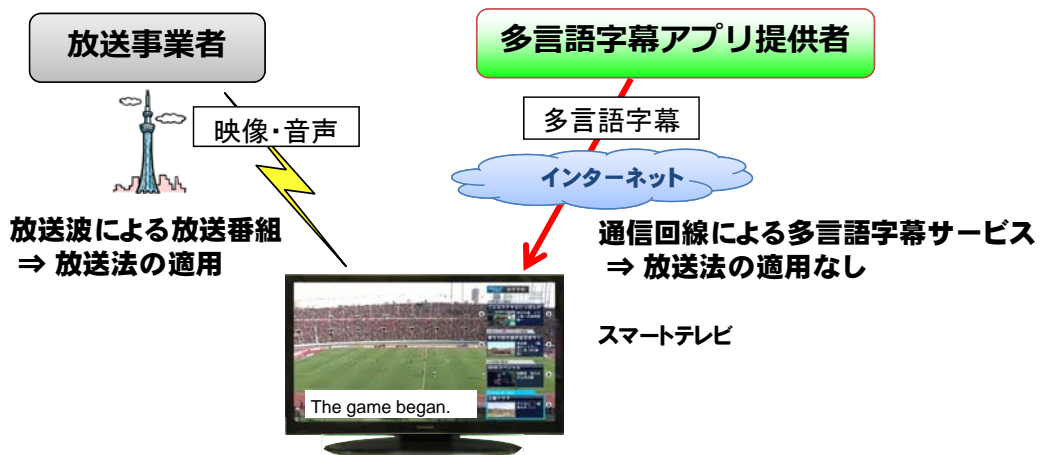 放送事業者
多言語字幕アプリ提供者
映像・音声
多言語字幕
インターネット
放送波による放送番組
⇒ 放送法の適用
通信回線による多言語字幕サービス
⇒ 放送法の適用なし
スマートテレビ
The game began.